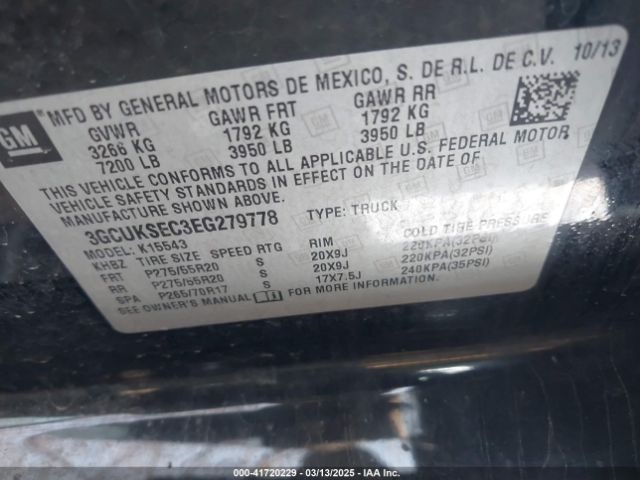 MFD BY GENERAL MOTORS DE MEXICO, S. DE R.L. DE C.V. 10/13
GM
GVWR GAWR FRT GAWR RR
3266 KG 1792 KG 1792 KG
7200 LB 3950 LB 3950 LB
THIS VEHICLE CONFORMS TO ALL APPLICABLE U.S. FEDERAL MOTOR
VEHICLE SAFETY STANDARDS IN EFFECT ON THE DATE OF
MANUFACTURE SHOWN ABOVE.
3GCUKSEC3EG279778 TYPE: TRUCK
MODEL: K15543
KHBZ TIRE SIZE SPEED RTG RIM COLD TIRE PRESSURE
FRT P275/55R20 S 20X9J 220KPA(32PSI)
RR P275/55R20 S 20X9J 220KPA(32PSI)
SPA P265/70R17 S 17X7.5J 240KPA(35PSI)
SEE OWNER'S MANUAL FOR MORE INFORMATION.
000-41720229 — 03/13/2025 — IAA Inc.